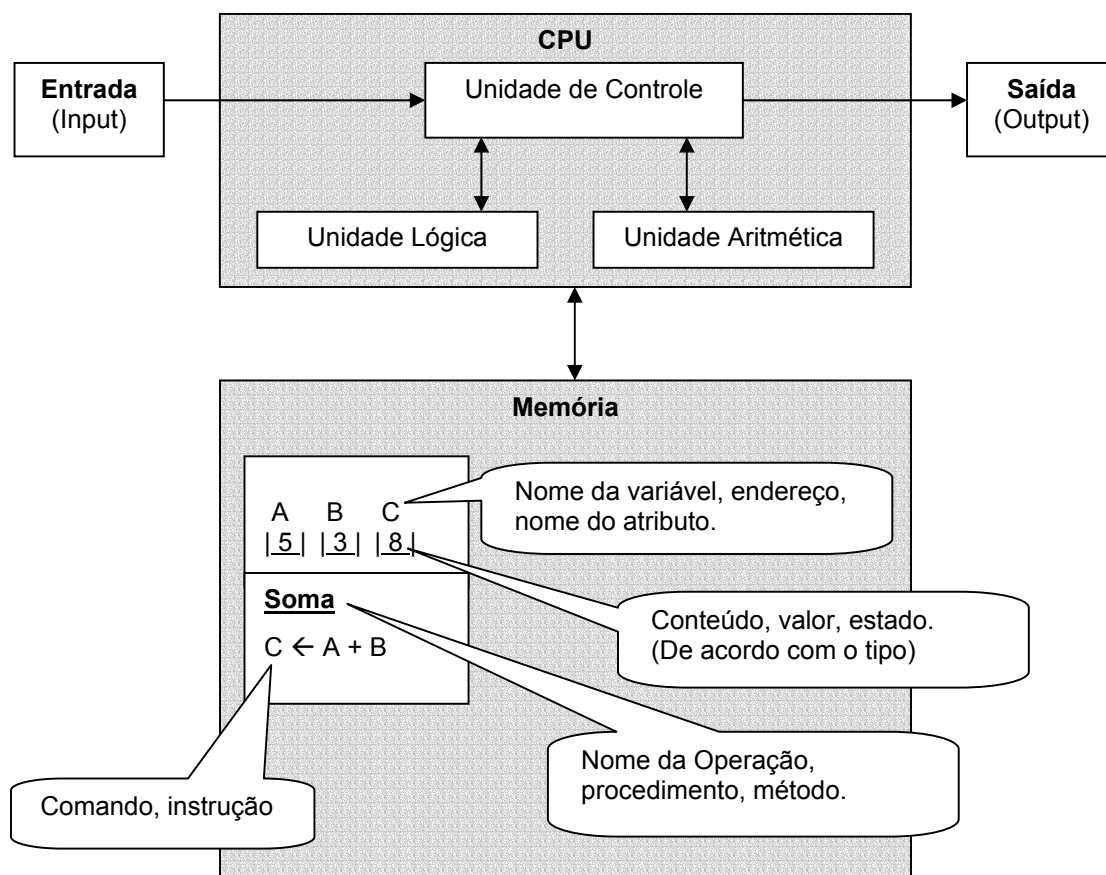 CPU
Entrada
(Input)
Unidade de Controle
Saída
(Output)
Unidade Lógica
Unidade Aritmética
Memória
A B C
|5| |3| |8|
Nome da variável, endereço,
nome do atributo.
Soma
C ← A + B
Conteúdo, valor, estado.
(De acordo com o tipo)
Nome da Operação,
procedimento, método.
Comando, instrução